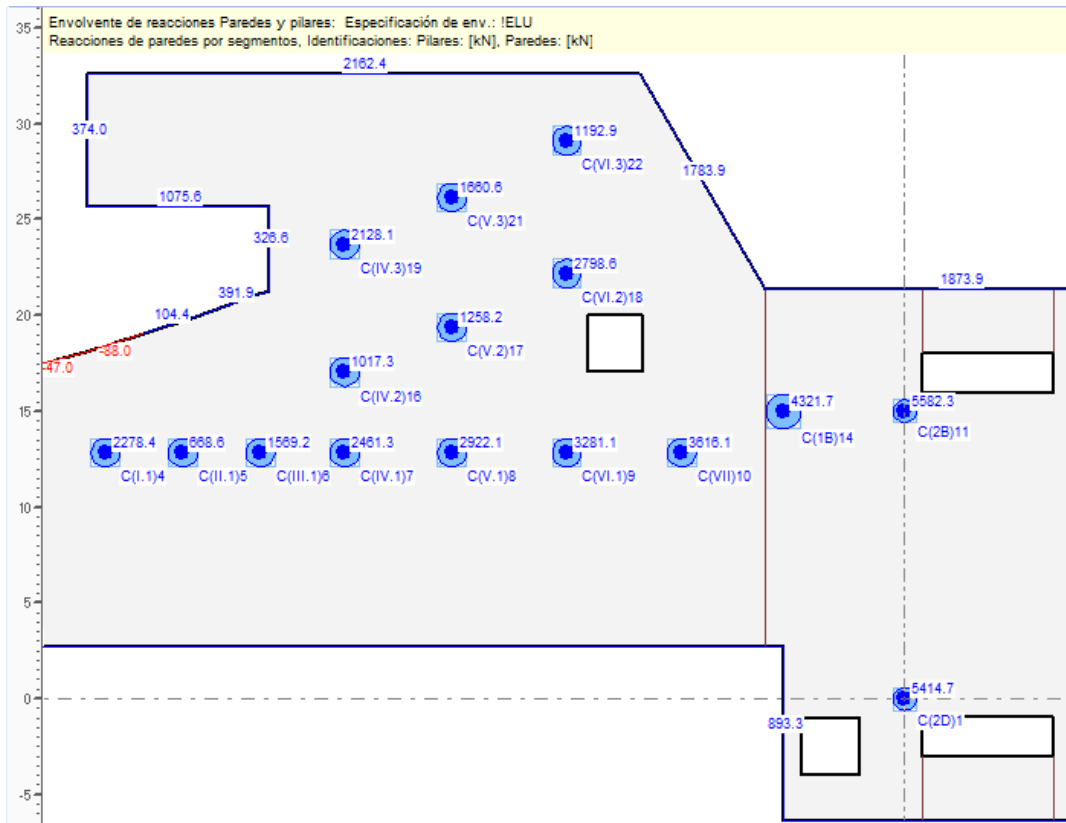 Envolvente de reacciones Paredes y pilares: Especificación de env.: !ELU
Reacciones de paredes por segmentos, Identificaciones: Pilares: [kN], Paredes: [kN]
35
2162.4
30
374.0
1192.9
C(VI.3)22
1783.9
1075.6
1660.6
C(V.3)21
25
326.6
2128.1
C(IV.3)19
2798.6
C(VI.2)18
391.9
1873.9
104.4
20
1258.2
C(V.2)17
-88.0
-47.0
1017.3
C(IV.2)16
15
4321.7
C(1B)14
5582.3
C(2B)11
2278.4
668.6
1569.2
2461.3
2922.1
3281.1
3616.1
C(I.1)4
C(II.1)5
C(III.1)6
C(IV.1)7
C(V.1)8
C(VI.1)9
C(VII)10
10
5
0
5414.7
C(2D)1
893.3
-5